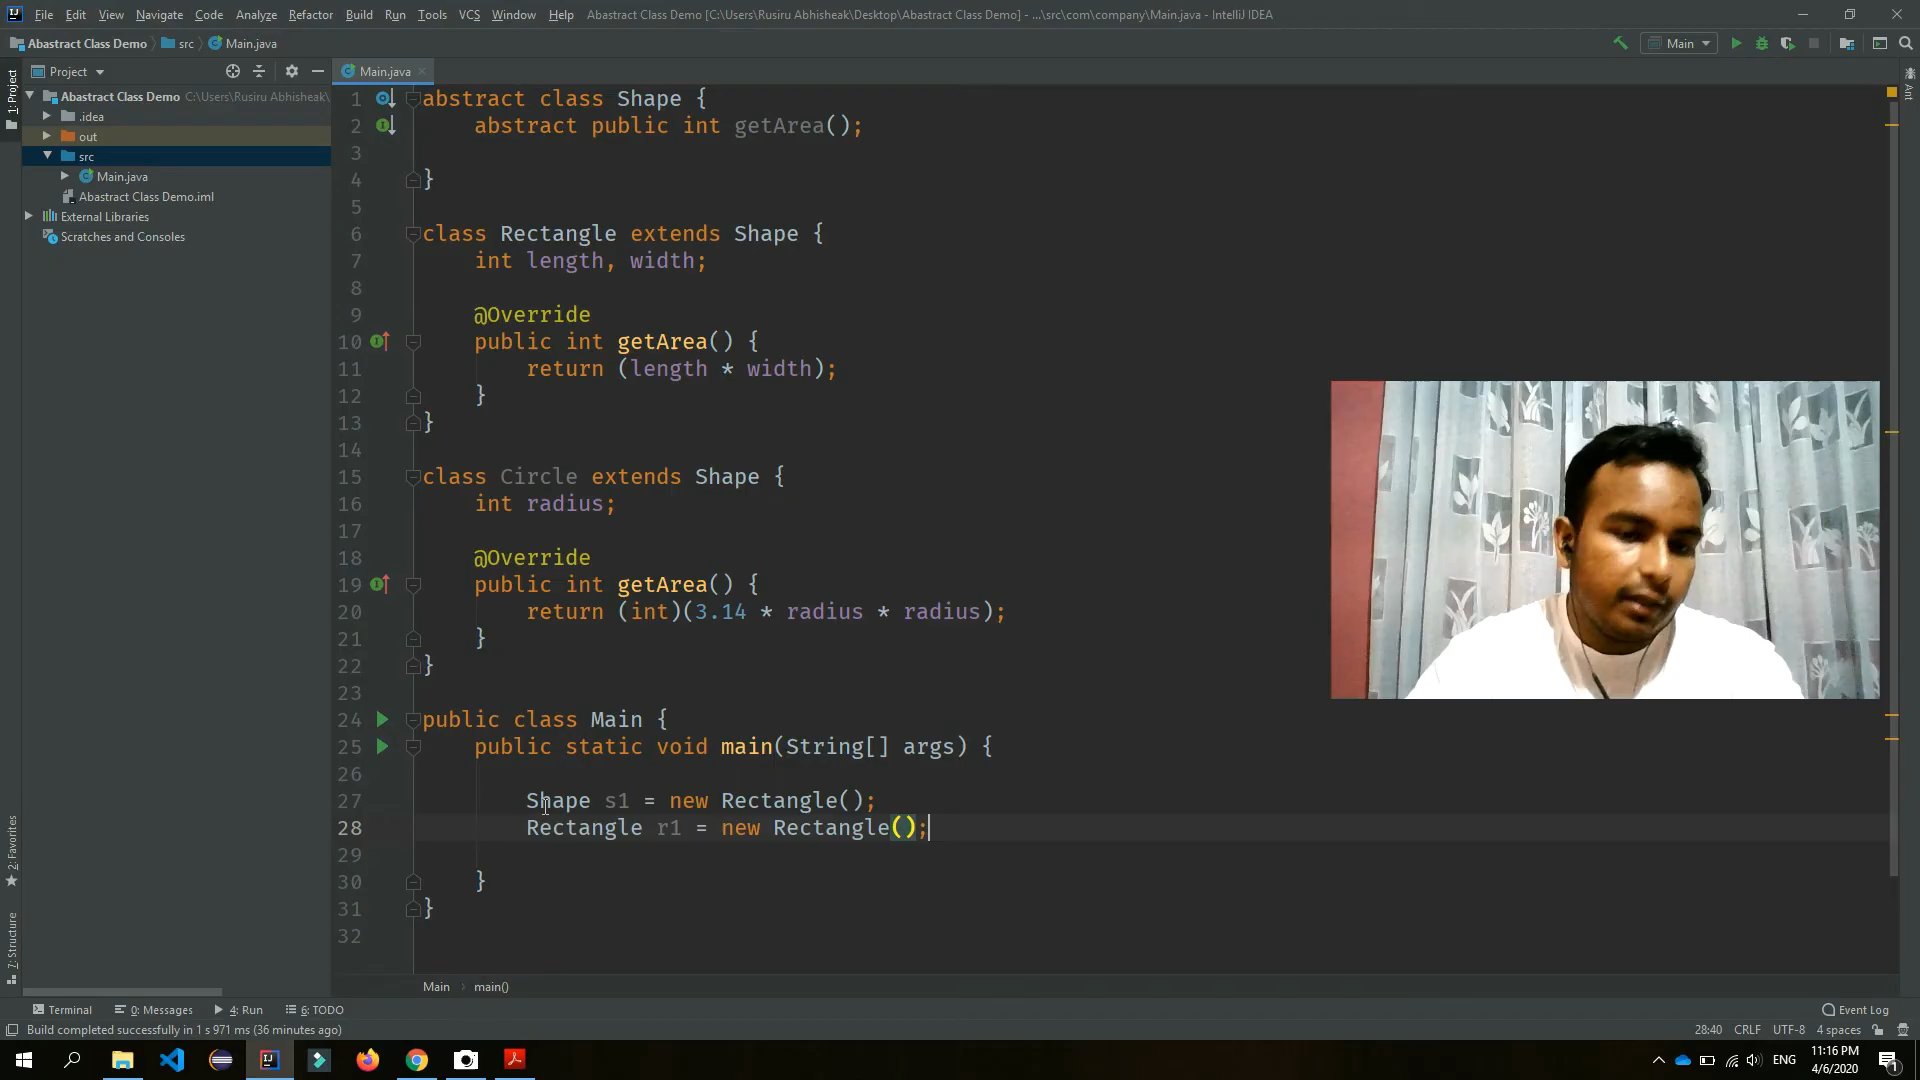 File Edit View Navigate Code Analyze Refactor Build Run Tools VCS Window Help Abastract Class Demo [C:\Users\Rusiru Abhisheak\Desktop\Abastract Class Demo] - ...\src\com\company\Main.java - IntelliJ IDEA
Abastract Class Demo src Main.java Main
Project Main.java
1: Project
Abastract Class Demo C:\Users\Rusiru Abhisheak\
.idea
out
src
Main.java
Abastract Class Demo.iml
External Libraries
Scratches and Consoles
Ant
1 abstract class Shape {
2 abstract public int getArea();
3
4 }
5
6 class Rectangle extends Shape {
7 int length, width;
8
9 @Override
10 public int getArea() {
11 return (length * width);
12 }
13 }
14
15 class Circle extends Shape {
16 int radius;
17
18 @Override
19 public int getArea() {
20 return (int)(3.14 * radius * radius);
21 }
22 }
23
24 public class Main {
25 public static void main(String[] args) {
26
27 Shape s1 = new Rectangle();
28 Rectangle r1 = new Rectangle();
29
30 }
31 }
32
2: Favorites
7: Structure
Main main()
Terminal 0: Messages 4: Run 6: TODO Event Log
Build completed successfully in 1 s 971 ms (36 minutes ago) 28:40 CRLF UTF-8 4 spaces
ENG 11:16 PM
4/6/2020
1